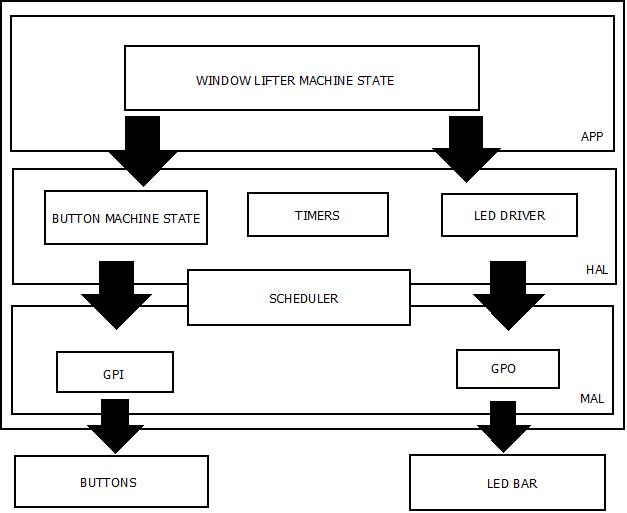 WINDOW LIFTER MACHINE STATE
APP
BUTTON MACHINE STATE
TIMERS
LED DRIVER
HAL
SCHEDULER
GPI
GPO
MAL
BUTTONS
LED BAR